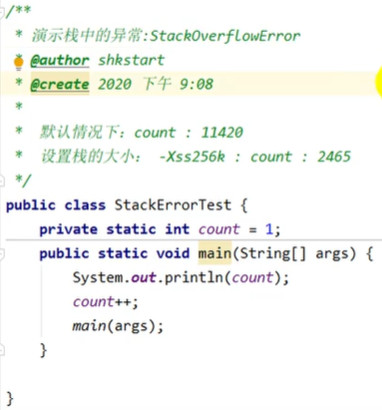 /**
* 演示栈中的异常:StackOverflowError
* @author shkstart
* @create 2020 下午 9:08
*
* 默认情况下：count : 11420
* 设置栈的大小： -Xss256k : count : 2465
*/
public class StackErrorTest {
private static int count = 1;
public static void main(String[] args) {
System.out.println(count);
count++;
main(args);
}
}